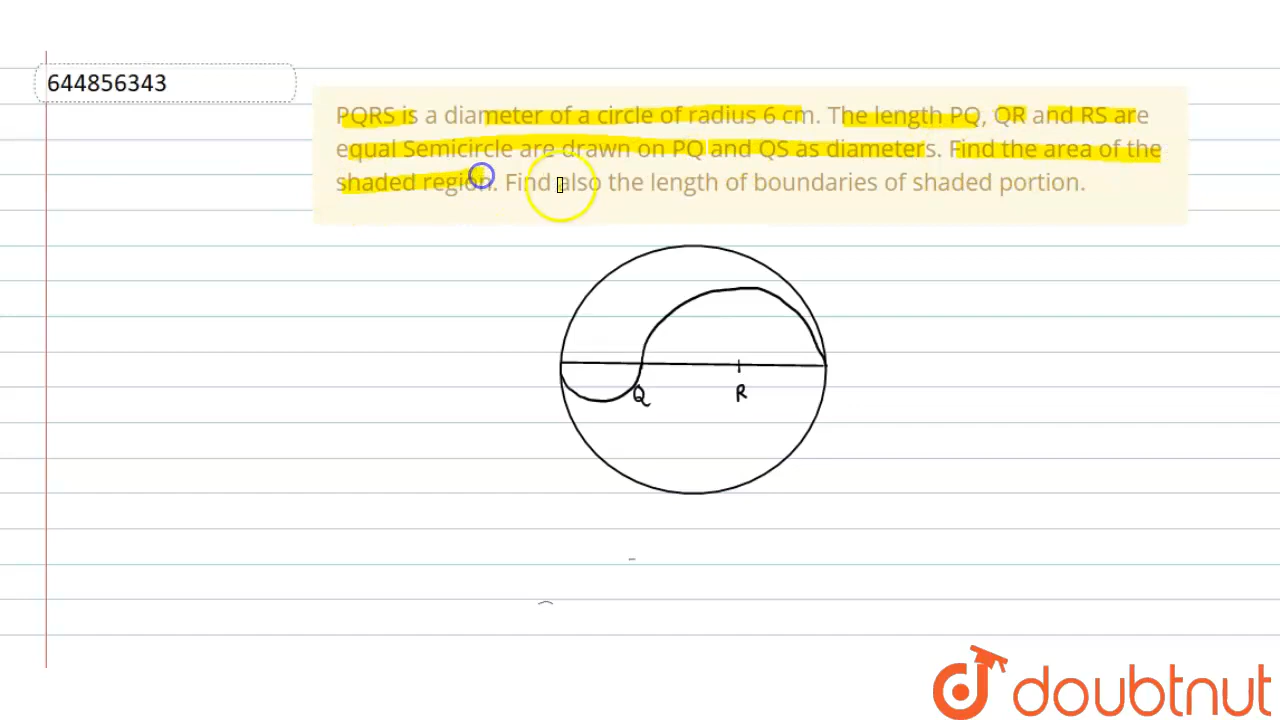 644856343
PQRS is a diameter of a circle of radius 6 cm. The length PQ, QR and RS are
equal Semicircle are drawn on PQ and QS as diameters. Find the area of the
shaded region. Find also the length of boundaries of shaded portion.
Q R
doubtnut